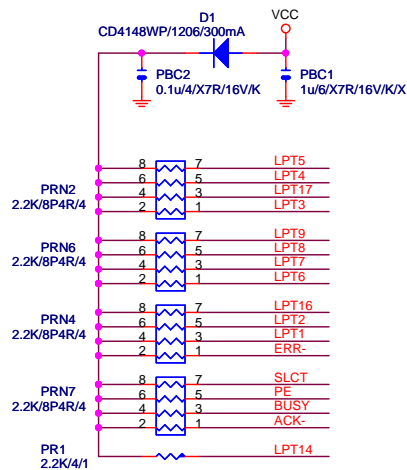 D1
VCC
CD4148WP/1206/300mA
PBC2
0.1u/4/X7R/16V/K
PBC1
1u/6/X7R/16V/K/X
8 7 LPT5
6 5 LPT4
PRN2
4 3 LPT17
2.2K/8P4R/4
2 1 LPT3
8 7 LPT9
PRN6
6 5 LPT8
2.2K/8P4R/4
4 3 LPT7
2 1 LPT6
8 7 LPT16
PRN4
6 5 LPT2
2.2K/8P4R/4
4 3 LPT1
2 1 ERR-
8 7 SLCT
PRN7
6 5 PE
2.2K/8P4R/4
4 3 BUSY
2 1 ACK-
PR1
LPT14
2.2K/4/1